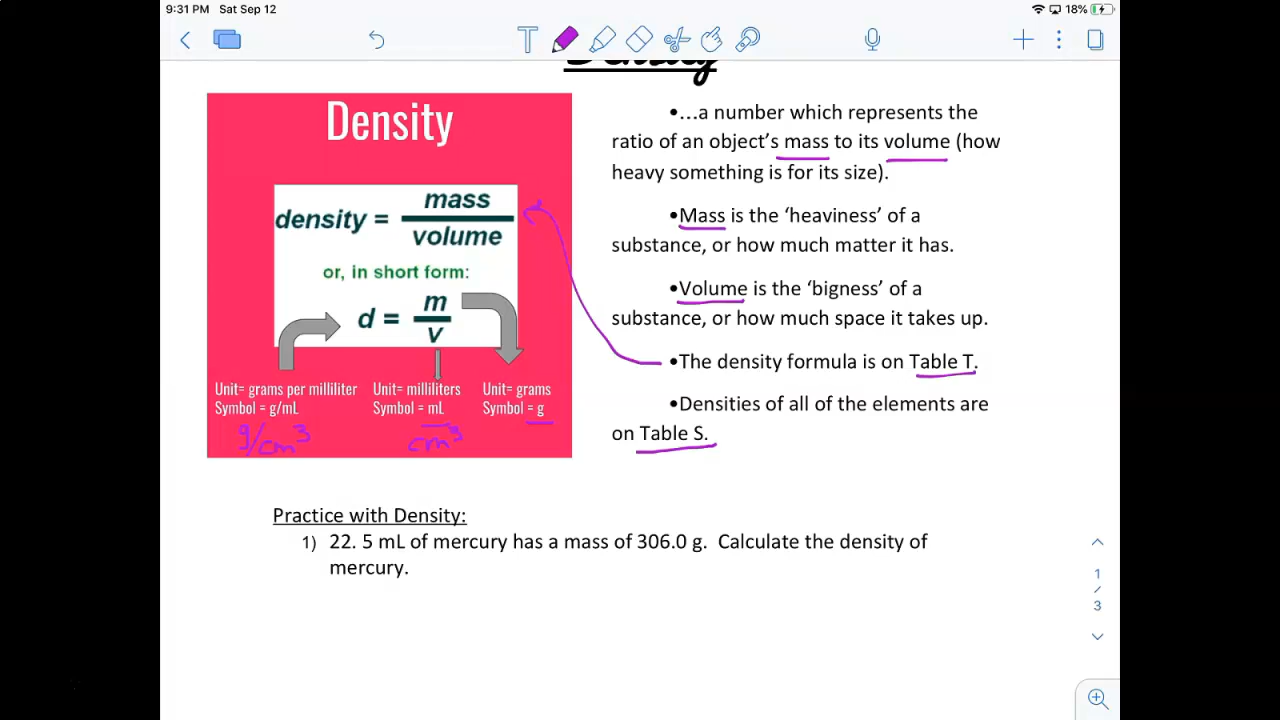 9:31 PM Sat Sep 12
18%
Density
Density
density = mass
volume
or, in short form:
d = m
v
Unit= grams per milliliter
Symbol = g/mL
g/cm³
Unit= milliliters
Symbol = mL
cm³
Unit= grams
Symbol = g
•...a number which represents the
ratio of an object's mass to its volume (how
heavy something is for its size).
•Mass is the 'heaviness' of a
substance, or how much matter it has.
•Volume is the 'bigness' of a
substance, or how much space it takes up.
•The density formula is on Table T.
•Densities of all of the elements are
on Table S.
Practice with Density:
1) 22. 5 mL of mercury has a mass of 306.0 g. Calculate the density of
mercury.
1
/
3